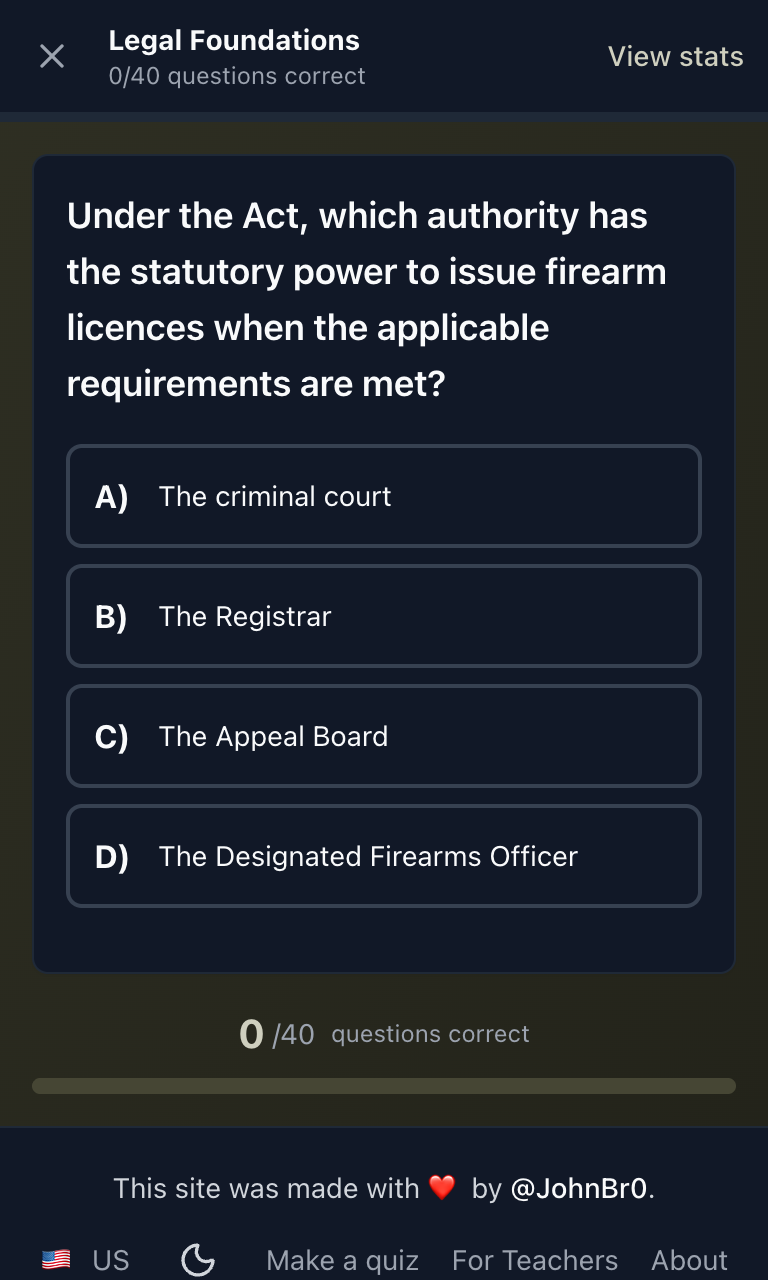 Legal Foundations
0/40 questions correct
View stats
Under the Act, which authority has
the statutory power to issue firearm
licences when the applicable
requirements are met?
A) The criminal court
B) The Registrar
C) The Appeal Board
D) The Designated Firearms Officer
0 /40 questions correct
This site was made with ❤️ by @JohnBr0.
🇺🇸 US Make a quiz For Teachers About